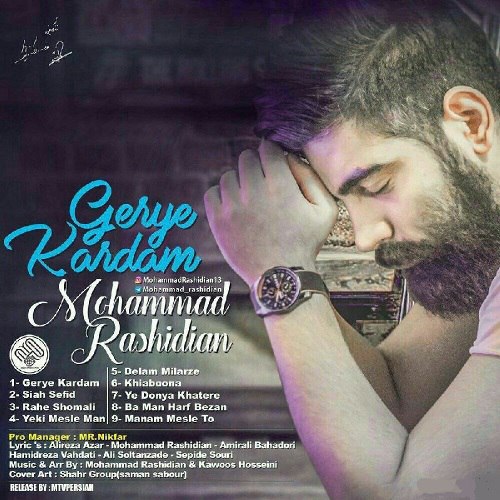 Gerye
Kardam
MohammadRashidian13
Mohammad_rashidian
Mohammad
Rashidian
1- Gerye Kardam
2- Siah Sefid
3- Rahe Shomali
4- Yeki Mesle Man
5- Delam Milarze
6- Khiaboona
7- Ye Donya Khatere
8- Ba Man Harf Bezan
9- Manam Mesle To
Pro Manager : MR.Nikfar
Lyric 's : Alireza Azar - Mohammad Rashidian - Amirali Bahadori
Hamidreza Vahdati - Ali Soltanzade - Sepide Souri
Music & Arr By : Mohammad Rashidian & Kawoos Hosseini
Cover Art : Shahr Group(saman sabour)
RELEASE BY : MTVPERSIAN